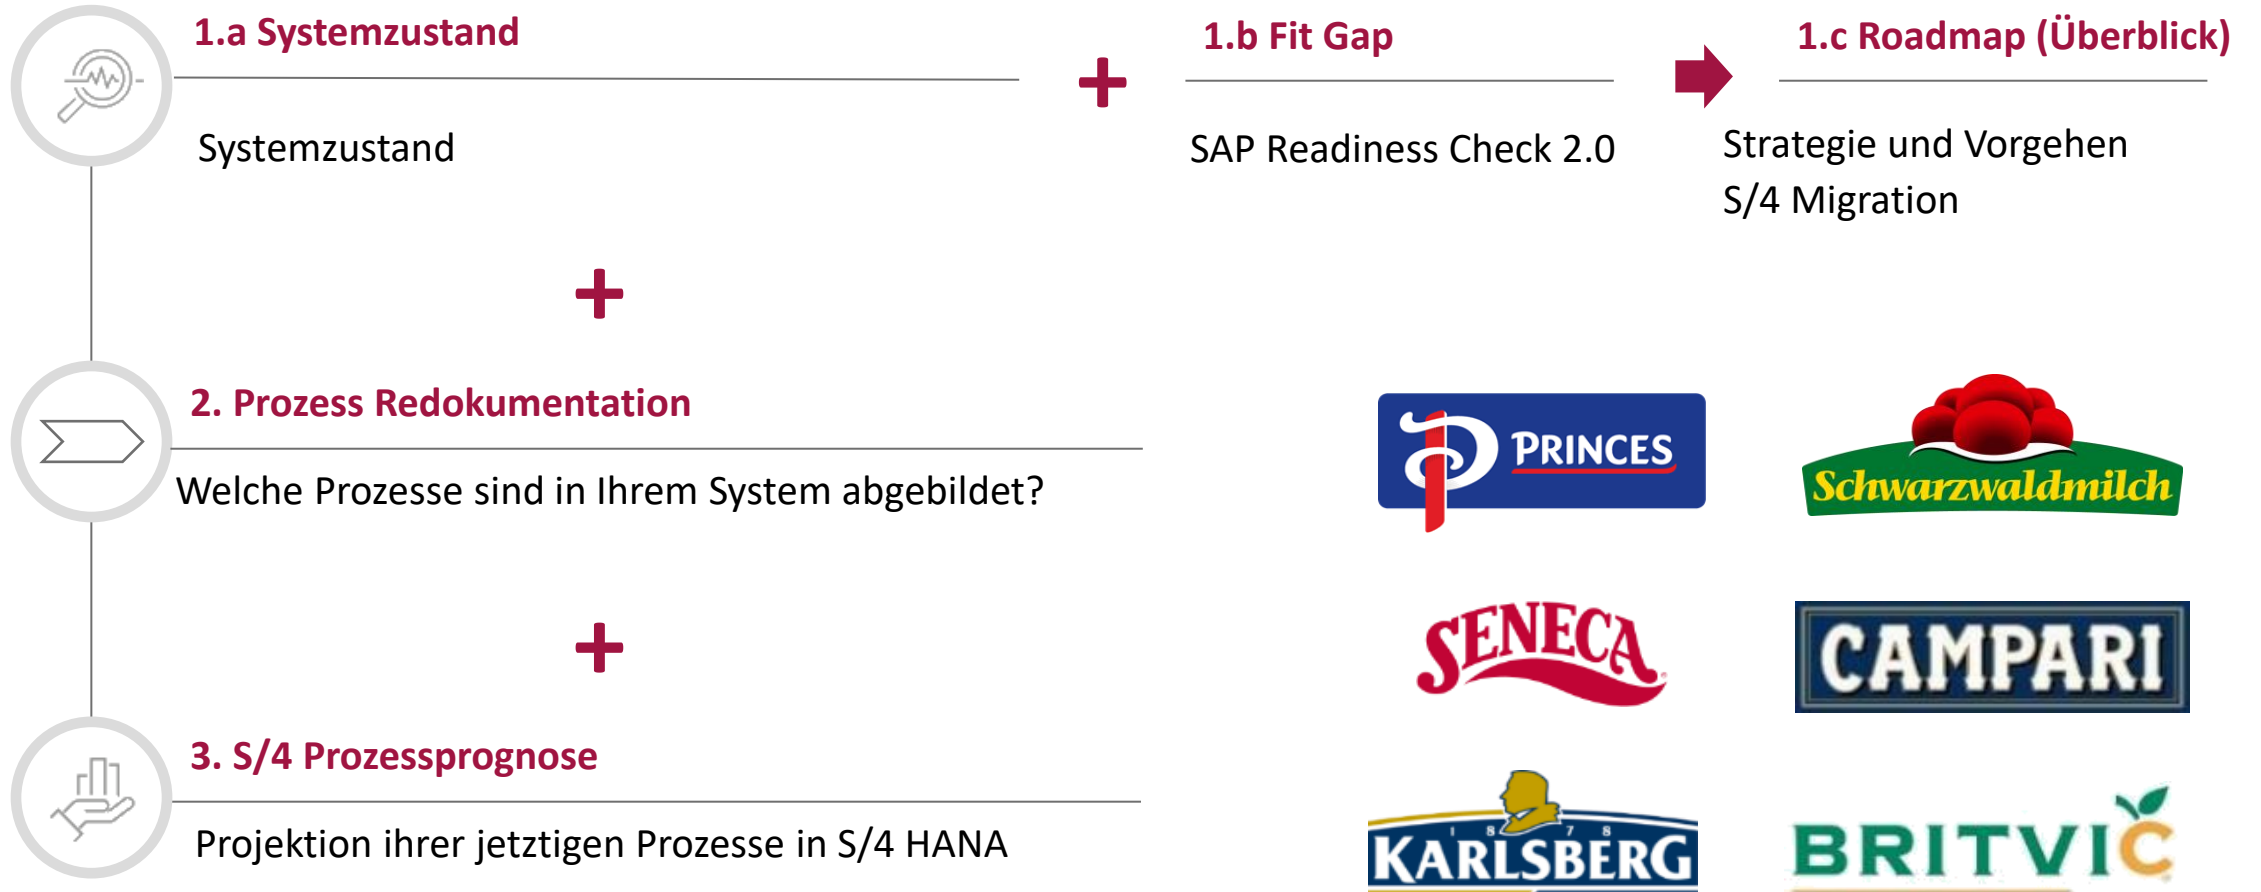 1.a Systemzustand
1.b Fit Gap
1.c Roadmap (Überblick)
Systemzustand
SAP Readiness Check 2.0
Strategie und Vorgehen
S/4 Migration
2. Prozess Redokumentation
Welche Prozesse sind in Ihrem System abgebildet?
PRINCES
Schwarzwaldmilch
SENECA
CAMPARI
3. S/4 Prozessprognose
Projektion ihrer jetztigen Prozesse in S/4 HANA
1878
KARLSBERG
BRITVIC